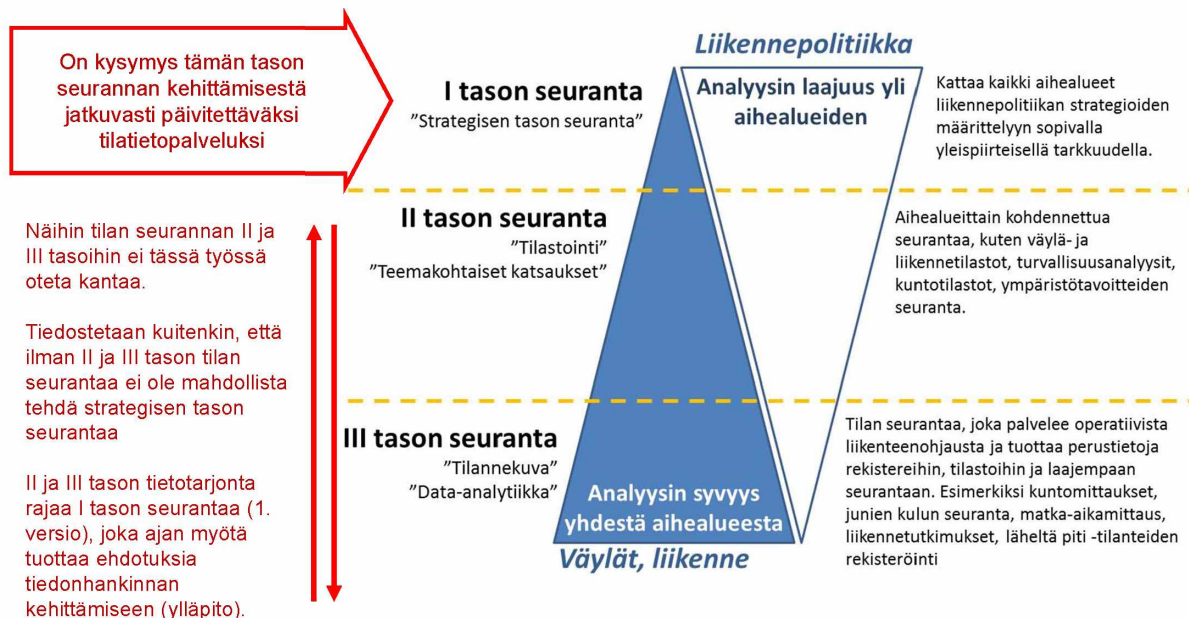 On kysymys tämän tason
seurannan kehittämisestä
jatkuvasti päivitettäväksi
tilatietopalveluksi
Näihin tilan seurannan II ja
III tasoihin ei tässä työssä
oteta kantaa.
Tiedostetaan kuitenkin, että
ilman II ja III tason tilan
seurantaa ei ole mahdollista
tehdä strategisen tason
seurantaa
II ja III tason tietotarjonta
rajaa I tason seurantaa (1.
versio), joka ajan myötä
tuottaa ehdotuksia
tiedonhankinnan
kehittämiseen (ylläpito).
I tason seuranta
”Strategisen tason seuranta”
II tason seuranta
”Tilastointi”
”Teemakohtaiset katsaukset”
III tason seuranta
”Tilannekuva”
”Data-analytiikka”
Liikennepolitiikka
Analyysin laajuus yli
aihealueiden
Analyysin syvyys
yhdestä aihealueesta
Väylät, liikenne
Kattaa kaikki aihealueet
liikennepolitiikan strategioiden
määrittelyyn sopivalla
yleispiirteisellä tarkkuudella.
Aihealueittain kohdennettua
seurantaa, kuten väylä- ja
liikennetilastot, turvallisuusanalyysit,
kuntotilastot, ympäristötavoitteiden
seuranta.
Tilan seurantaa, joka palvelee operatiivista
liikenteenohjausta ja tuottaa perustietoja
rekistereihin, tilastoihin ja laajempaan
seurantaan. Esimerkiksi kuntomittaukset,
junien kulun seuranta, matka-aikamittaus,
liikennetutkimukset, läheltä piti -tilanteiden
rekisteröinti